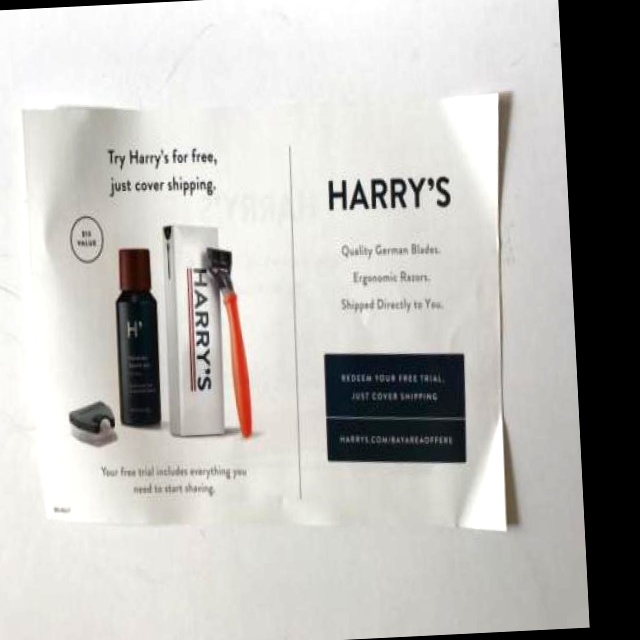 Try Harry's for free,
just cover shipping.
$13
VALUE
H'
HARRY'S
Your free trial includes everything you
need to start shaving.
HARRY'S
Quality German Blades.
Ergonomic Razors.
Shipped Directly to You.
REDEEM YOUR FREE TRIAL,
JUST COVER SHIPPING
HARRYS.COM/BAYAREAOFFERS